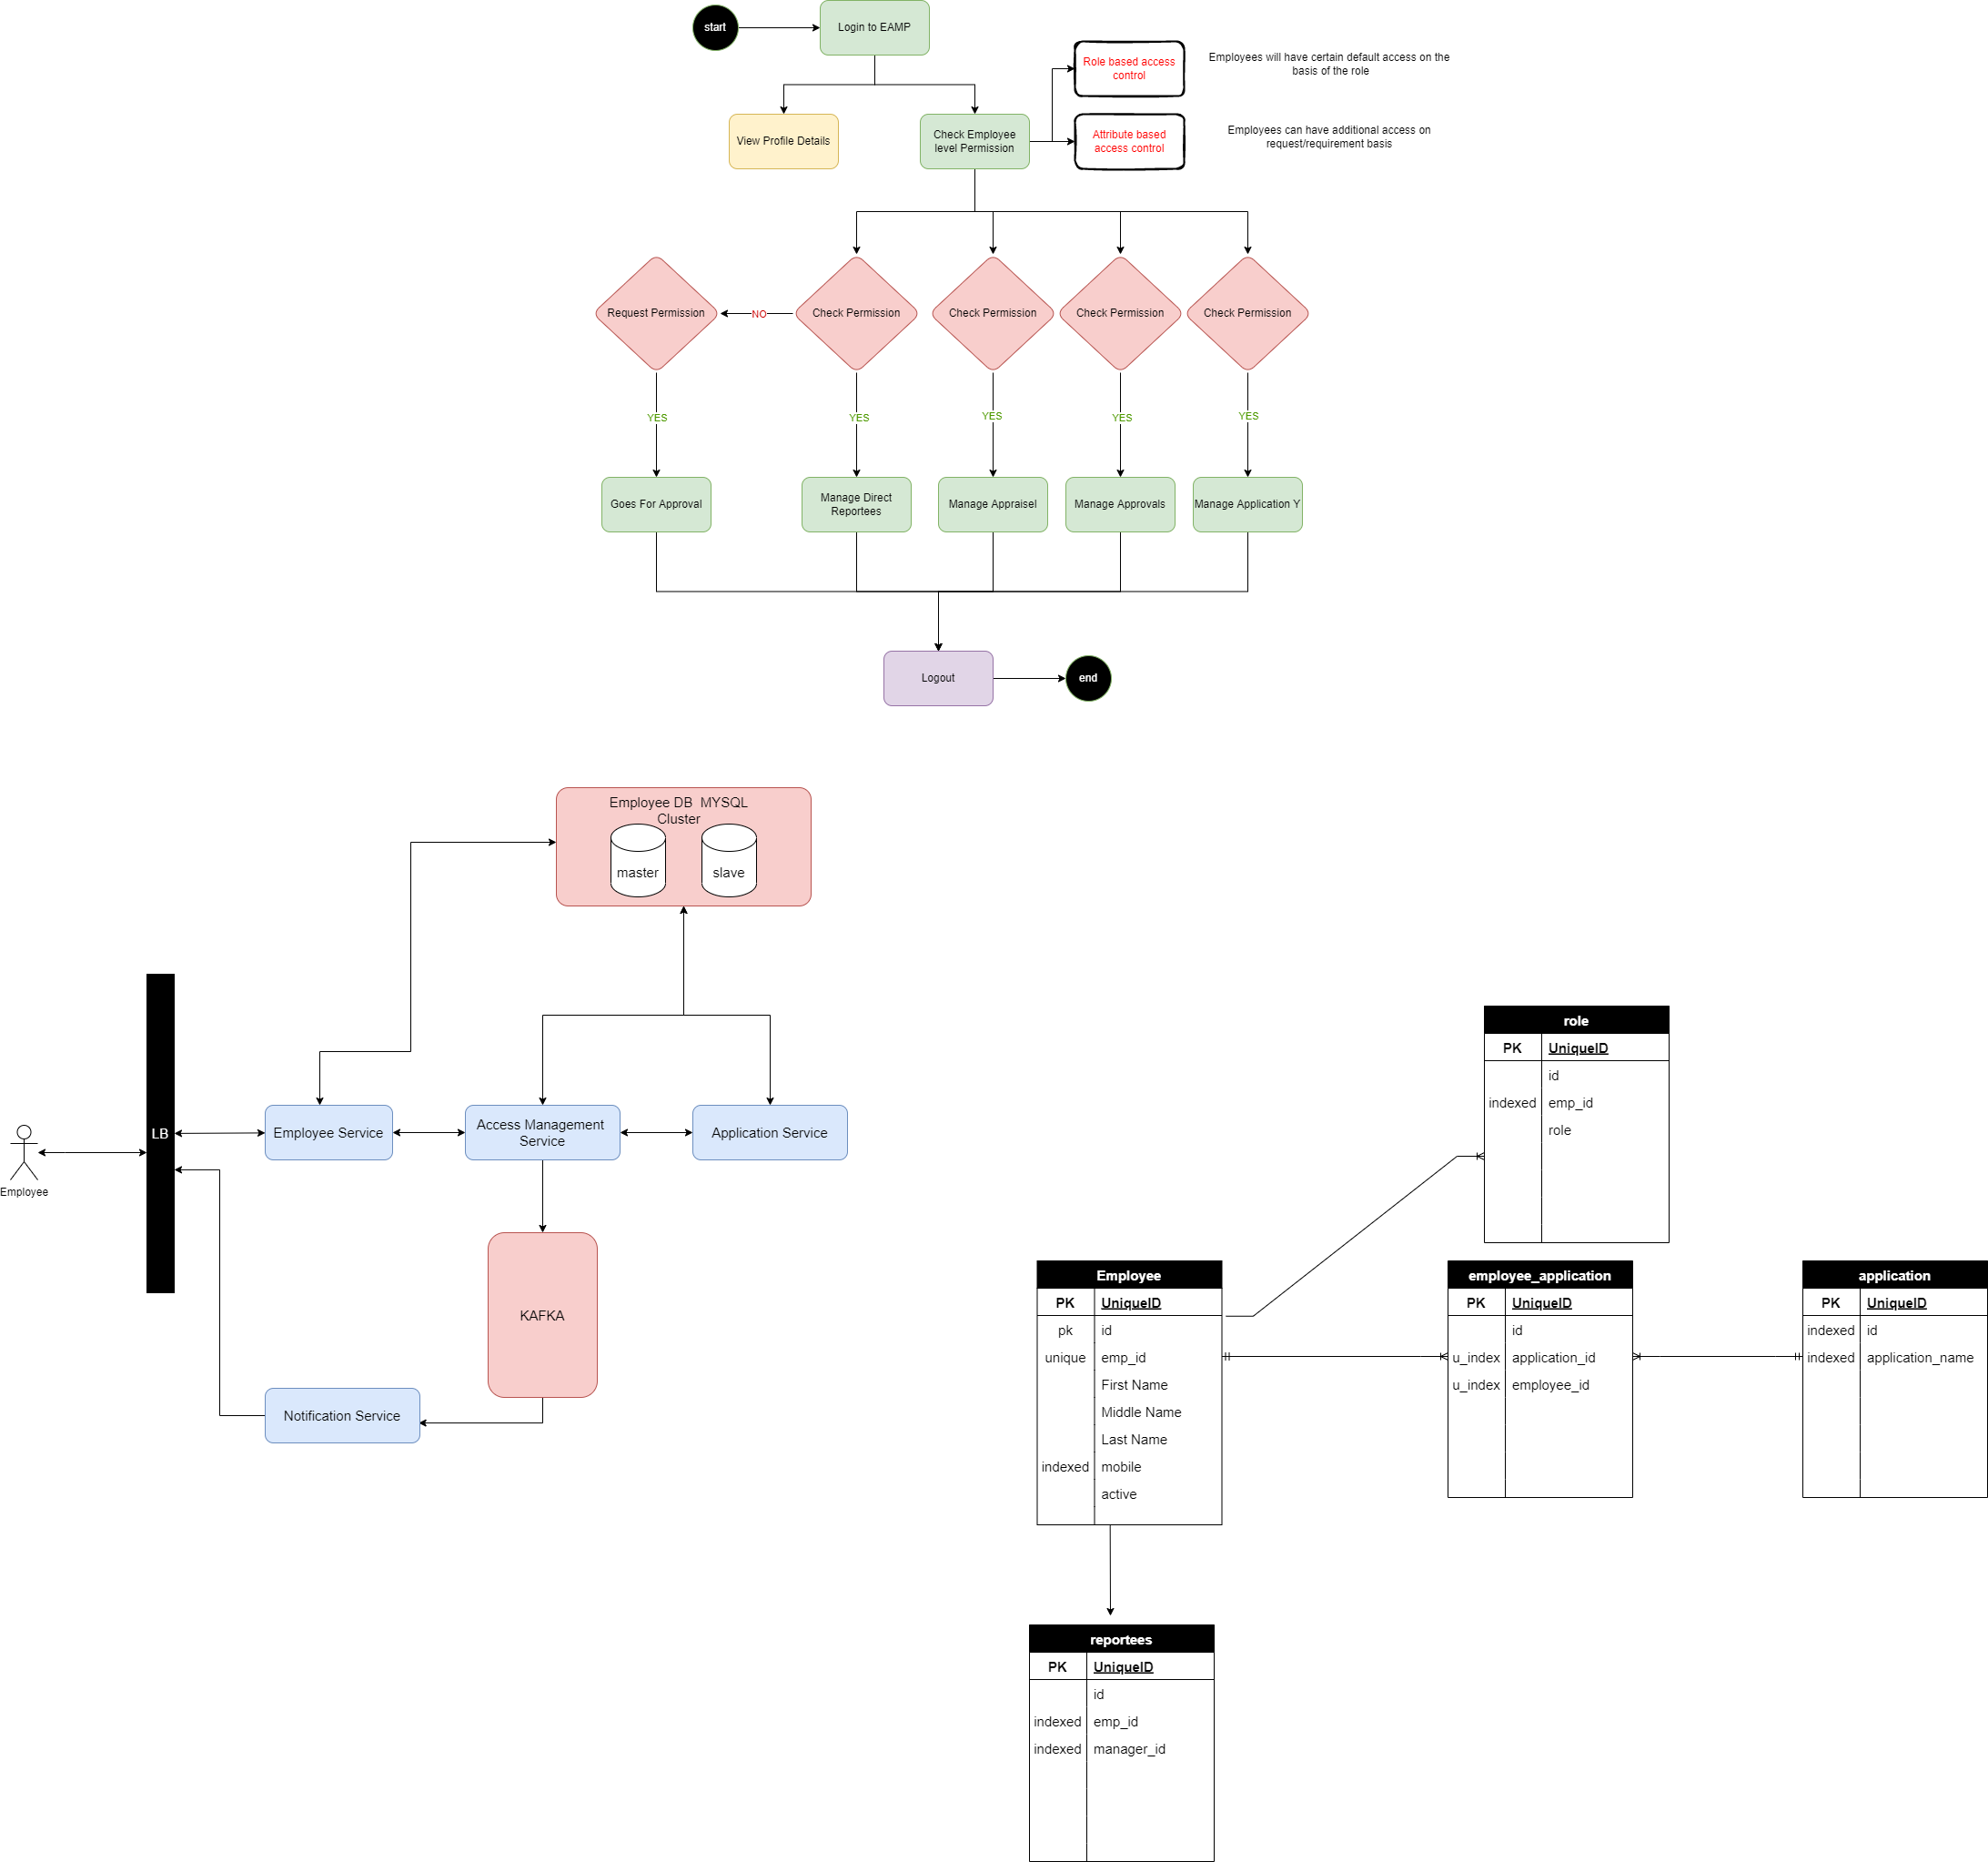 start
Login to EAMP
Role based access
control
Employees will have certain default access on the
basis of the role
View Profile Details
Check Employee
level Permission
Attribute based
access control
Employees can have additional access on
request/requirement basis
Request Permission
NO
Check Permission
Check Permission
Check Permission
Check Permission
YES
YES
YES
YES
YES
Goes For Approval
Manage Direct
Reportees
Manage Appraisel
Manage Approvals
Manage Application Y
Logout
end
Employee DB  MYSQL
Cluster
master
slave
LB
Employee
Employee Service
Access Management
Service
Application Service
KAFKA
Notification Service
role
PK UniqueID
id
indexed emp_id
role
Employee
PK UniqueID
pk id
unique emp_id
First Name
Middle Name
Last Name
indexed mobile
active
employee_application
PK UniqueID
id
u_index application_id
u_index employee_id
application
PK UniqueID
indexed id
indexed application_name
reportees
PK UniqueID
id
indexed emp_id
indexed manager_id